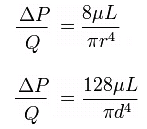 ΔP/Q = 8μL/πr⁴
ΔP/Q = 128μL/πd⁴